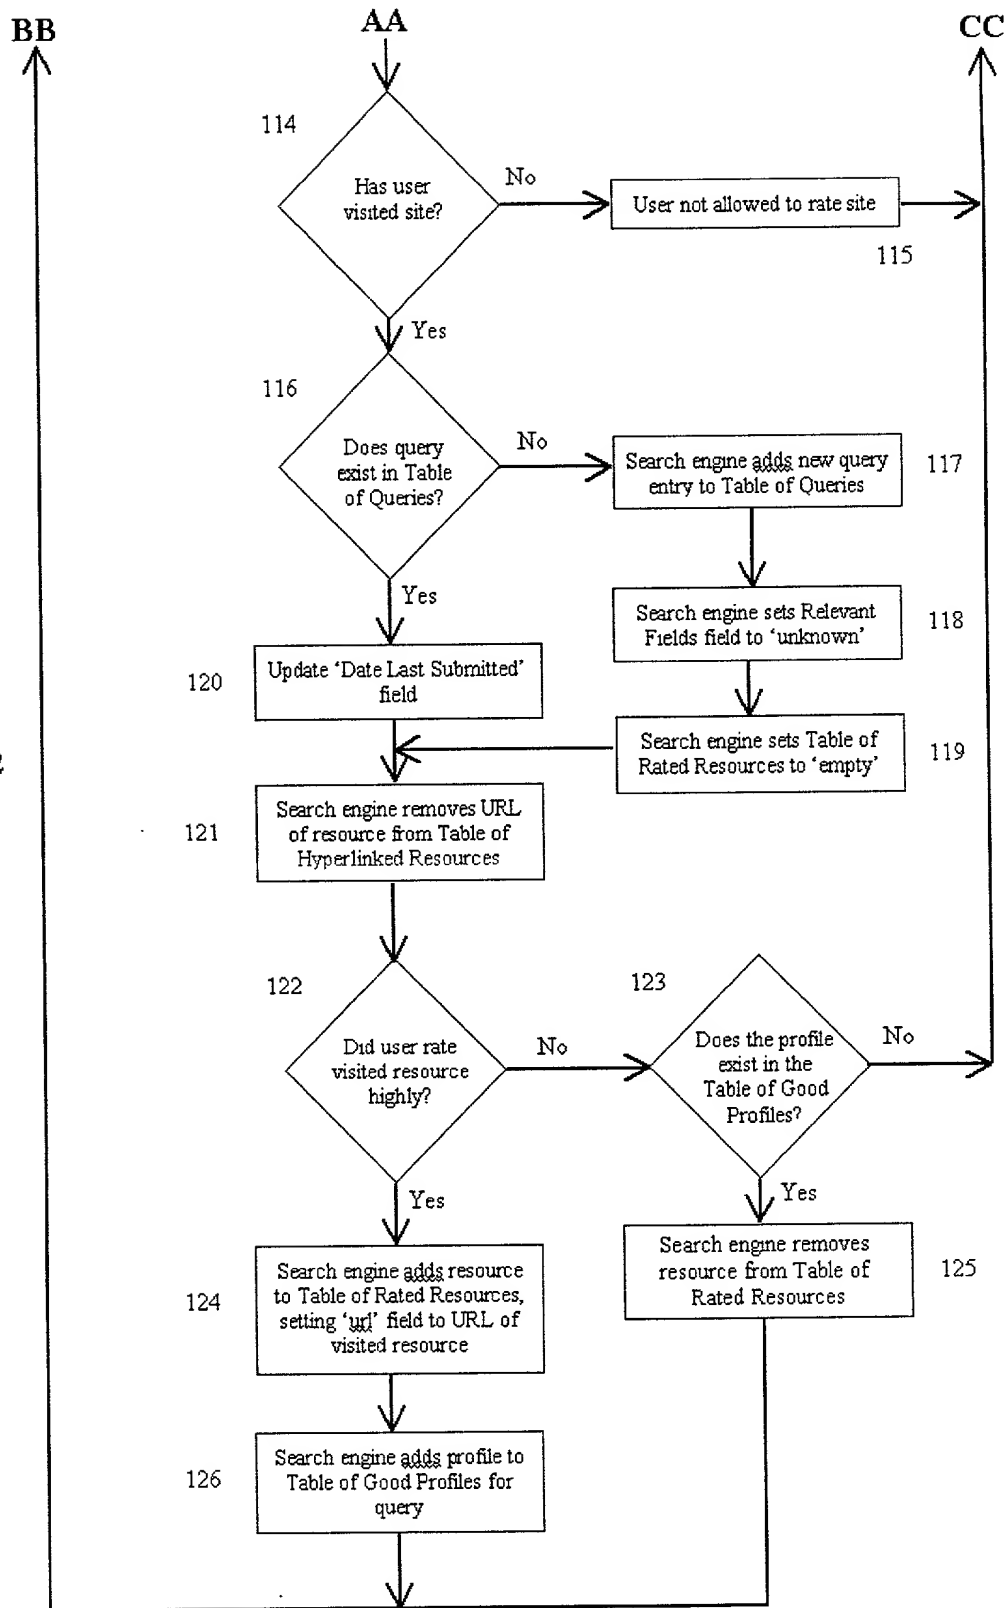 BB
AA
CC
114
Has user
visited site?
No
User not allowed to rate site
115
Yes
116
Does query
exist in Table
of Queries?
No
Search engine adds new query
entry to Table of Queries
117
Yes
Search engine sets Relevant
Fields field to ‘unknown’
118
120
Update ‘Date Last Submitted’
field
Search engine sets Table of
Rated Resources to ‘empty’
119
121
Search engine removes URL
of resource from Table of
Hyperlinked Resources
122
Did user rate
visited resource
highly?
No
123
Does the profile
exist in the
Table of Good
Profiles?
No
Yes
Yes
124
Search engine adds resource
to Table of Rated Resources,
setting ‘url’ field to URL of
visited resource
Search engine removes
resource from Table of
Rated Resources
125
126
Search engine adds profile to
Table of Good Profiles for
query